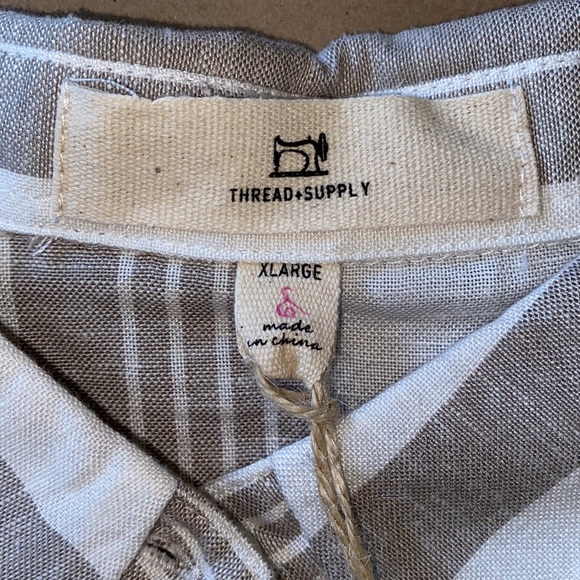 THREAD+SUPPLY
XLARGE
made
in china